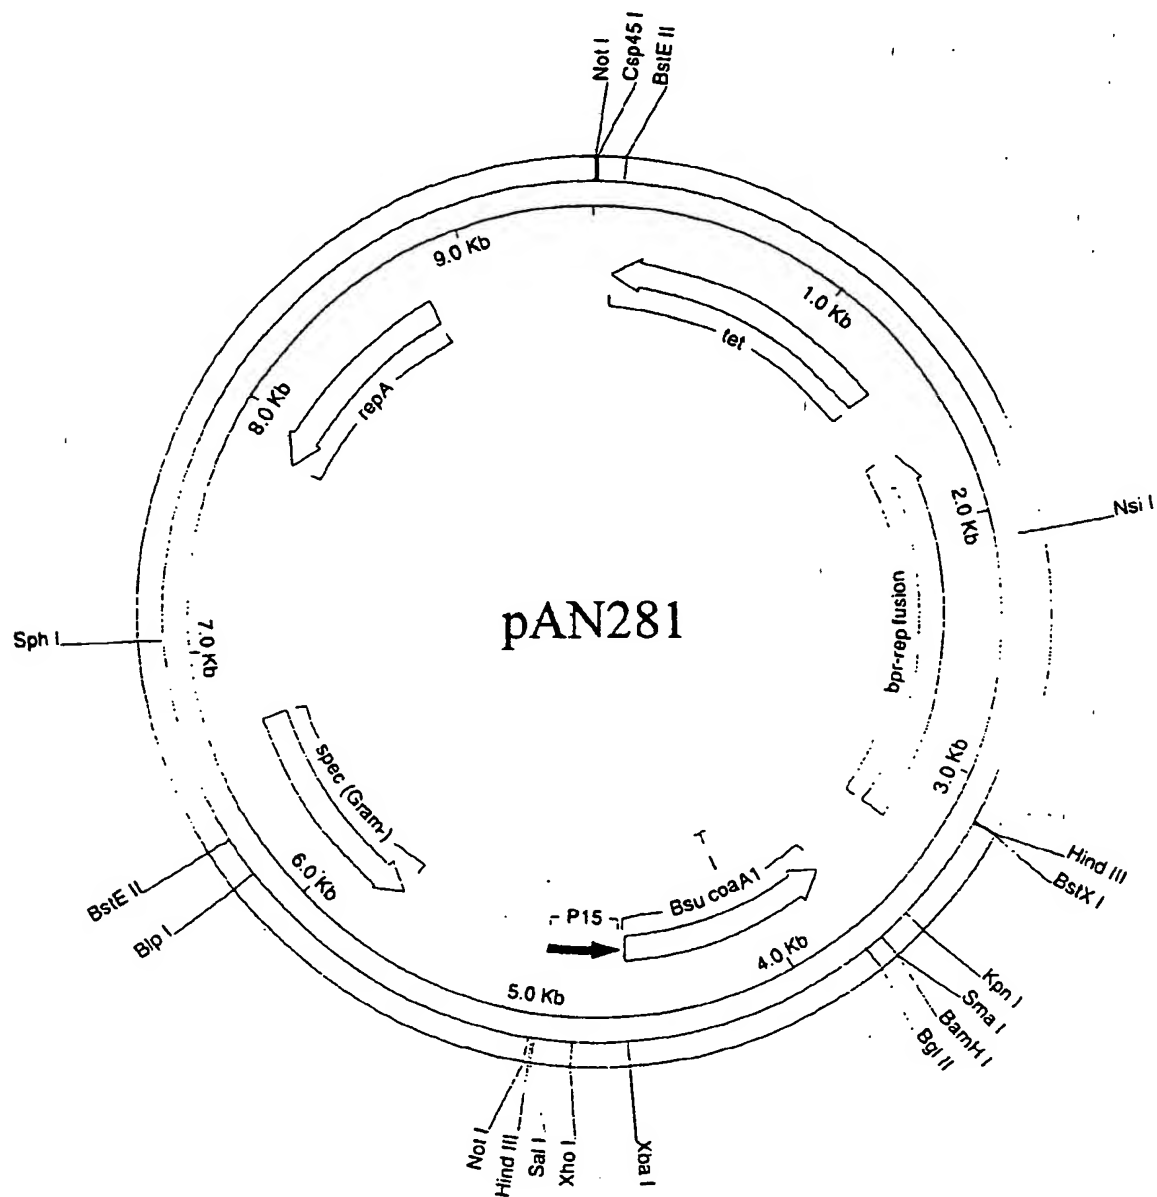 Not I
Csp45 I
BstE II
9.0 Kb
1.0 Kb
tet
repA
8.0 Kb
2.0 Kb
Nsi I
bpr-rep fusion
pAN281
Sph I
7.0 Kb
spec (Gram-)
3.0 Kb
Hind III
BstX I
BstE II
Blp I
6.0 Kb
P15
Bsu coaA1
T
4.0 Kb
5.0 Kb
Kpn I
Sma I
BamH I
Bgl II
Not I
Hind III
Sal I
Xho I
Xba I